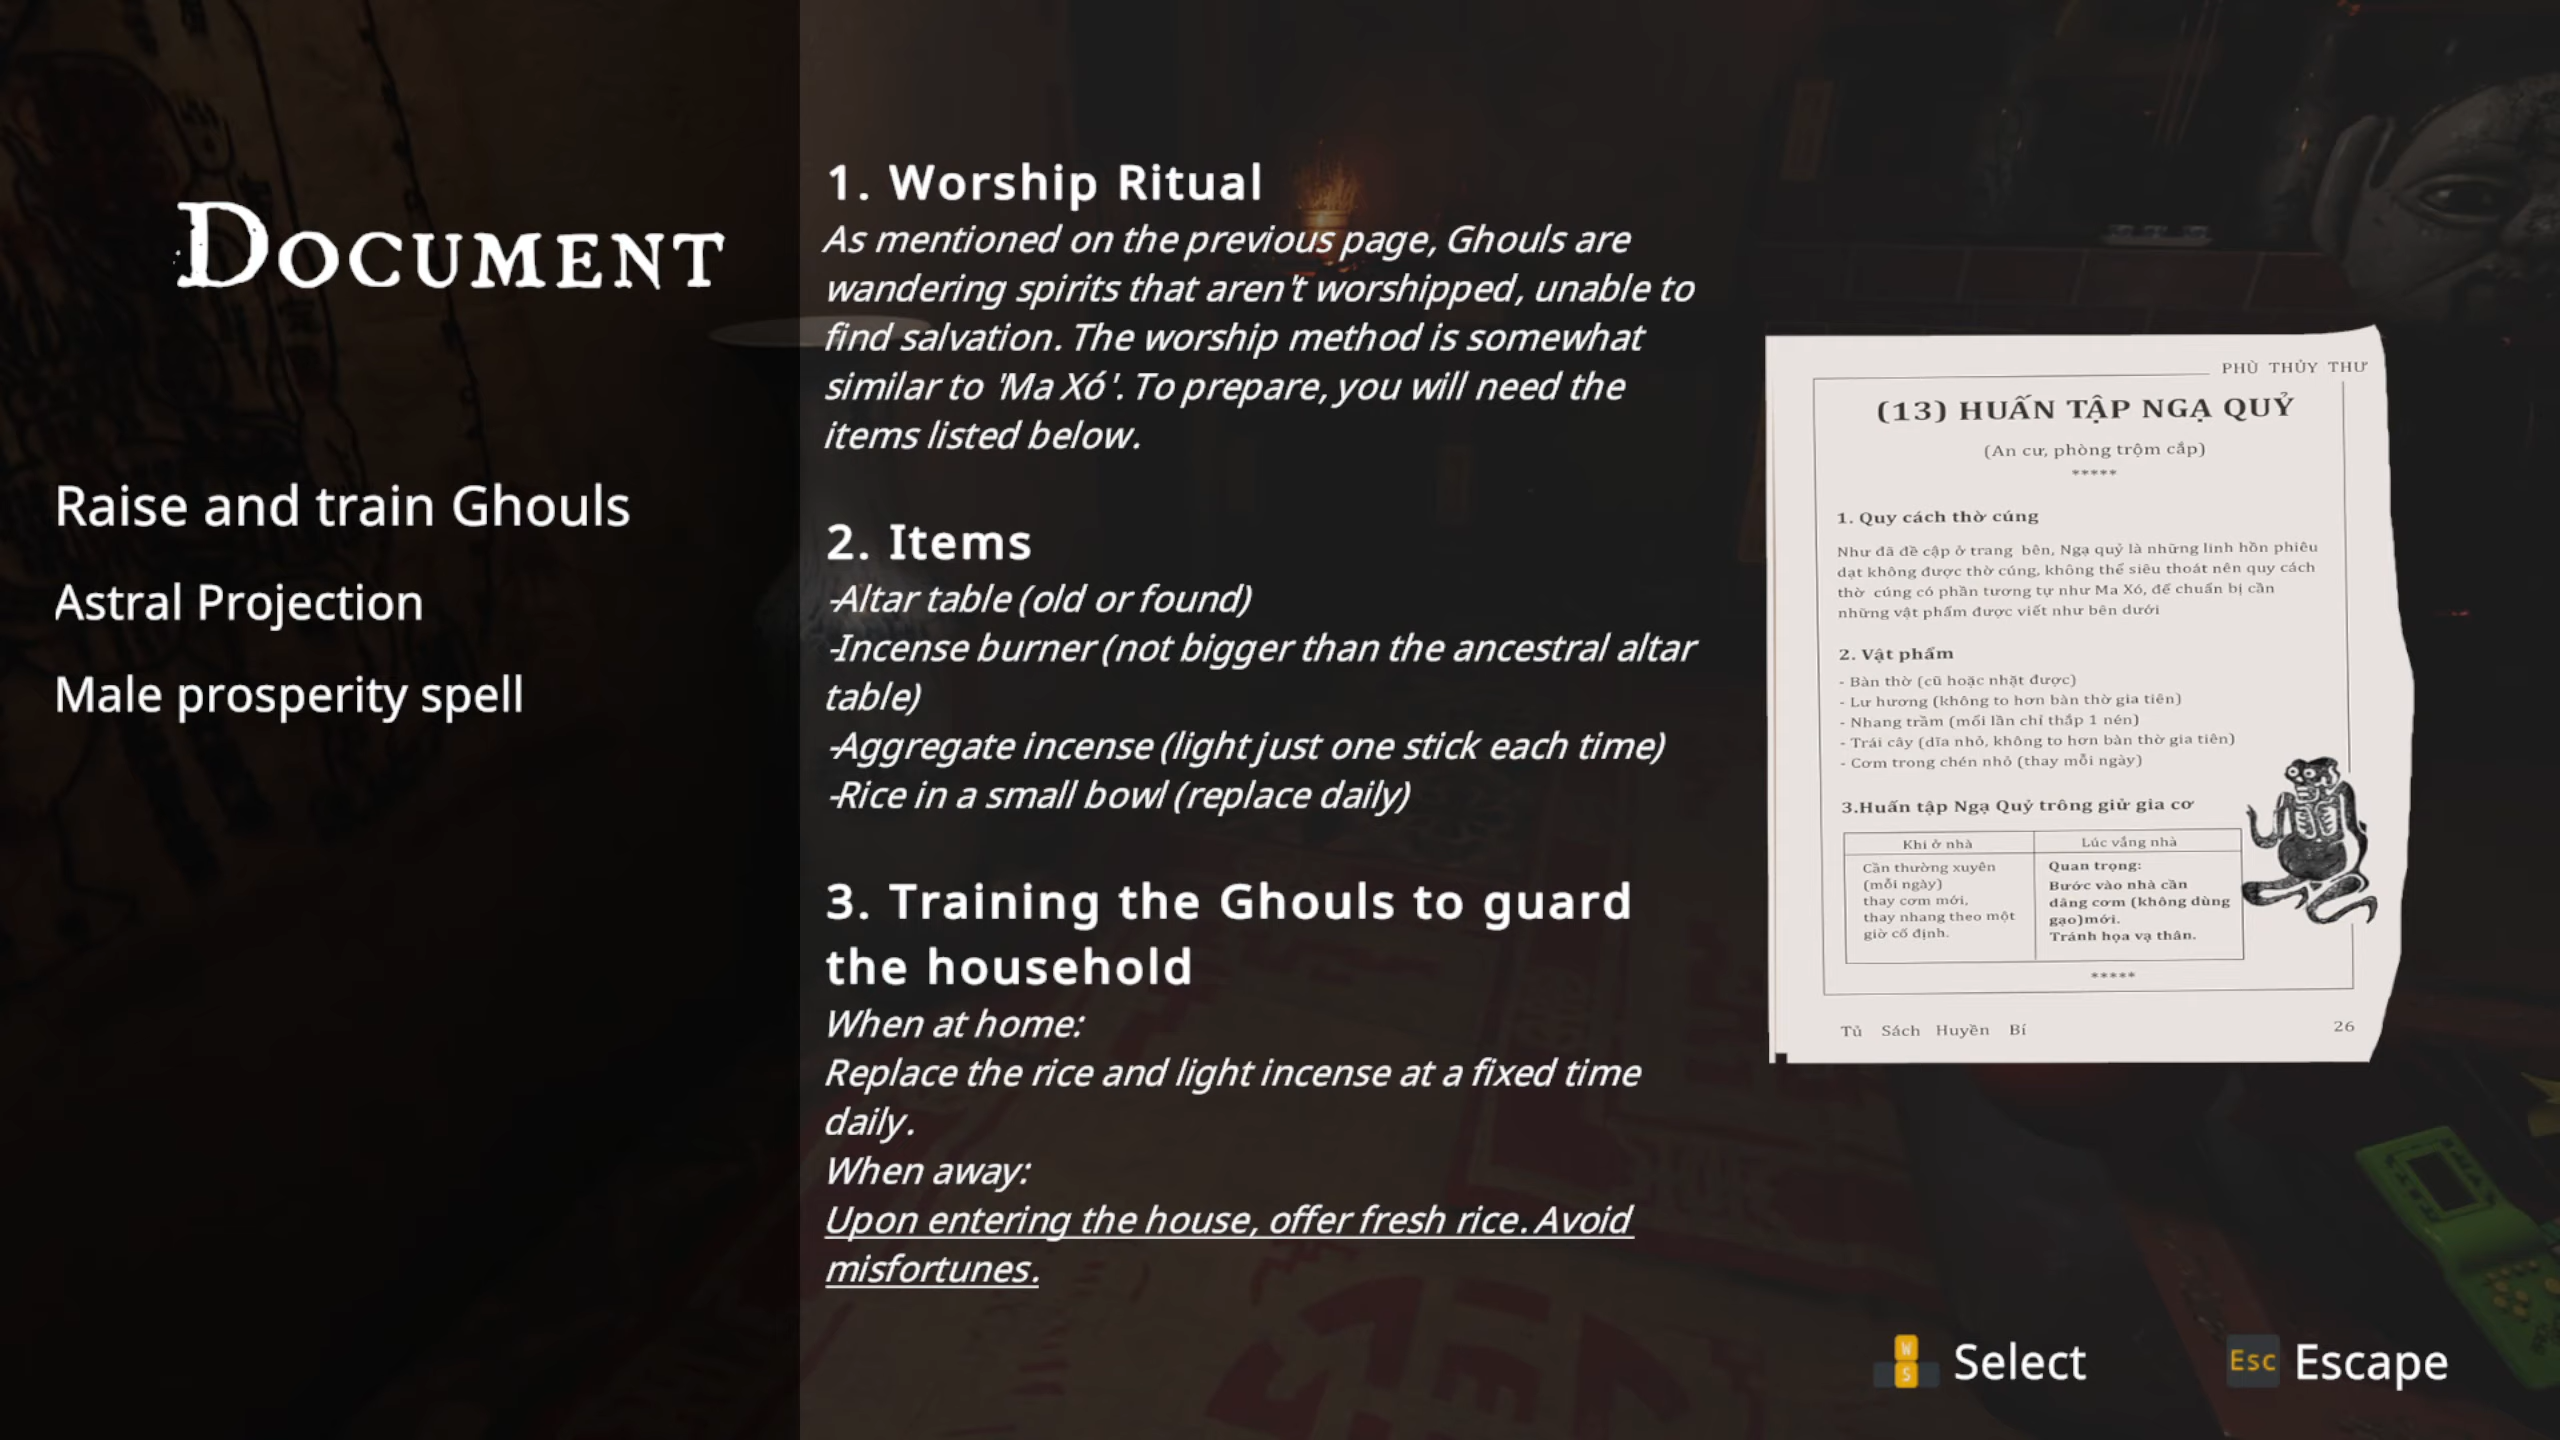 DOCUMENT
Raise and train Ghouls
Astral Projection
Male prosperity spell
1. Worship Ritual
As mentioned on the previous page, Ghouls are
wandering spirits that aren't worshipped, unable to
find salvation. The worship method is somewhat
similar to 'Ma Xó'. To prepare, you will need the
items listed below.
2. Items
-Altar table (old or found)
-Incense burner (not bigger than the ancestral altar
table)
-Aggregate incense (light just one stick each time)
-Rice in a small bowl (replace daily)
3. Training the Ghouls to guard
the household
When at home:
Replace the rice and light incense at a fixed time
daily.
When away:
Upon entering the house, offer fresh rice. Avoid
misfortunes.
PHÙ THỦY THƯ
(13) HUẤN TẬP NGẠ QUỶ
(An cư, phòng trộm cắp)
*****
1. Quy cách thờ cúng
Như đã đề cập ở trang bên, Ngạ quỷ là những linh hồn phiêu
dạt không được thờ cúng, không thể siêu thoát nên quy cách
thờ cúng có phần tương tự như Ma Xó, để chuẩn bị cần
những vật phẩm được viết như bên dưới
2. Vật phẩm
- Bàn thờ (cũ hoặc nhặt được)
- Lư hương (không to hơn bàn thờ gia tiên)
- Nhang trầm (mỗi lần chỉ thắp 1 nén)
- Trái cây (dĩa nhỏ, không to hơn bàn thờ gia tiên)
- Cơm trong chén nhỏ (thay mỗi ngày)
3.Huấn tập Ngạ Quỷ trông giữ gia cơ
Khi ở nhà
Cần thường xuyên
(mỗi ngày)
thay cơm mới,
thay nhang theo một
giờ cố định.
Lúc vắng nhà
Quan trọng:
Bước vào nhà cần
dâng cơm (không dùng
gạo)mới.
Tránh họa vạ thân.
*****
Tủ Sách Huyền Bí
26
W
S
Select
Esc
Escape